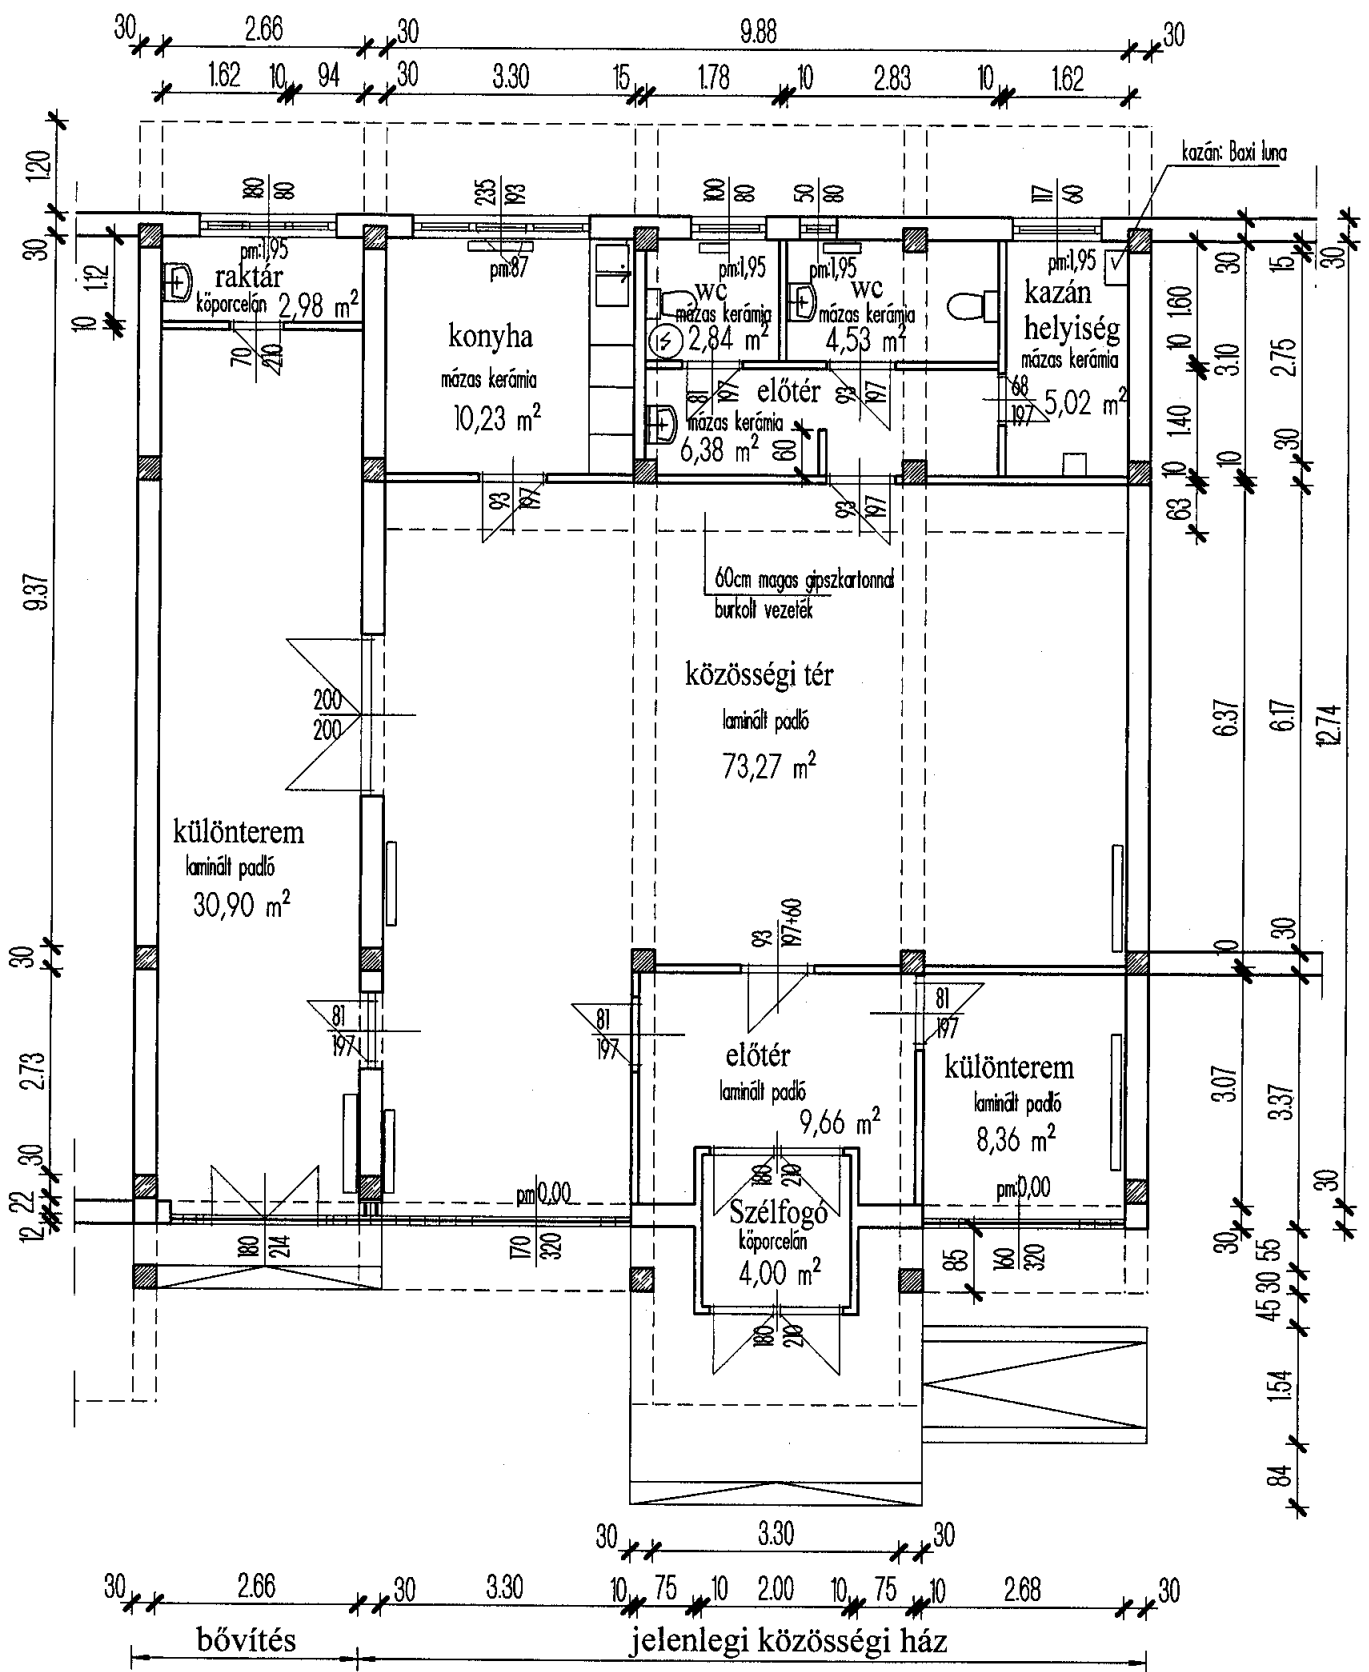 30 2.66 30 9.88 30
1.62 10 94 30 3.30 15 1.78 10 2.83 10 1.62
kazán: Baxi luna
1.20
30
1.12
10
9.37
30
2.73
30
22
12
180 80
pm:1,95
raktár
kőporcelán 2,98 m²
70 210
235 193
pm:87
konyha
mázas kerámia
10,23 m²
93 197
100 80
pm:1,95
wc
mázas kerámia
2,84 m²
81 197
50 80
pm:1,95
wc
mázas kerámia
4,53 m²
93 197
előtér
mázas kerámia
6,38 m²
60
93 197
117 60
pm:1,95
kazán
helyiség
mázas kerámia
5,02 m²
68
197
60cm magas gipszkartonnal
burkolt vezeték
közösségi tér
laminált padló
73,27 m²
200
200
különterem
laminált padló
30,90 m²
81
197
93 197+60
81
197
81
197
előtér
laminált padló
9,66 m²
különterem
laminált padló
8,36 m²
pm:0,00
pm:0,00
180 210
Szélfogó
kőporcelán
4,00 m²
180 210
180 214
170 320
85
160 320
1.60
10
1.40
10
63
30
3.10
10
6.37
10
3.07
30
15
2.75
30
6.17
30
3.37
55
30
45
1.54
84
30
12.74
30
30 3.30 30
30 2.66 30 3.30 10 75 10 2.00 10 75 10 2.68 30
bővítés jelenlegi közösségi ház